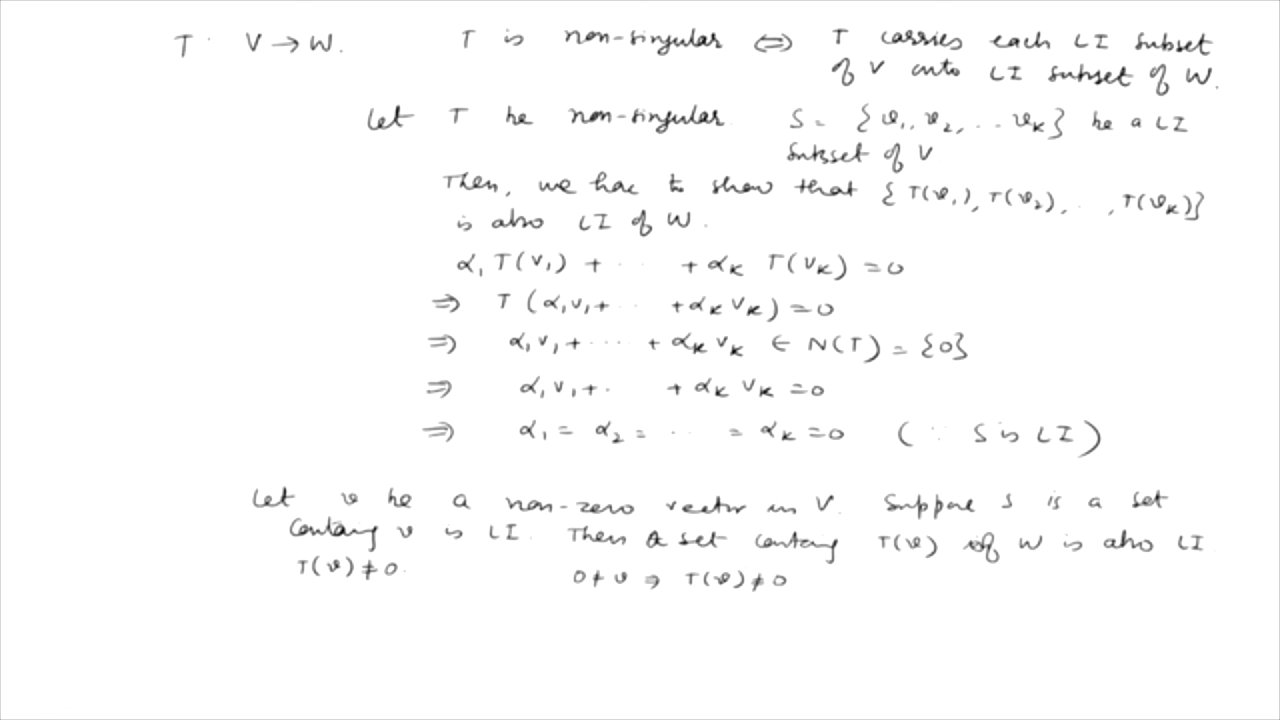 T : V → W. T is non-singular ⇔ T carries each LI subset
of V onto LI subset of W.
Let T be non-singular. S = {v₁, v₂, ... vₖ} be a LI
subset of V
Then, we have to show that {T(v₁), T(v₂), . . , T(vₖ)}
is also LI of W.
α₁ T(v₁) + ... + αₖ T(vₖ) = 0
⇒ T (α₁v₁ + ... + αₖ vₖ) = 0
⇒ α₁v₁ + ..... + αₖ vₖ ∈ N(T) = {0}
⇒ α₁v₁ + . + αₖ vₖ = 0
⇒ α₁ = α₂ = ... = αₖ = 0 (∵ S is LI)
Let v be a non-zero vector in V. Suppose S is a set
containg v is LI. Then a set containg T(v) of W is also LI
T(v) ≠ 0. 0 ≠ v ⇒ T(v) ≠ 0